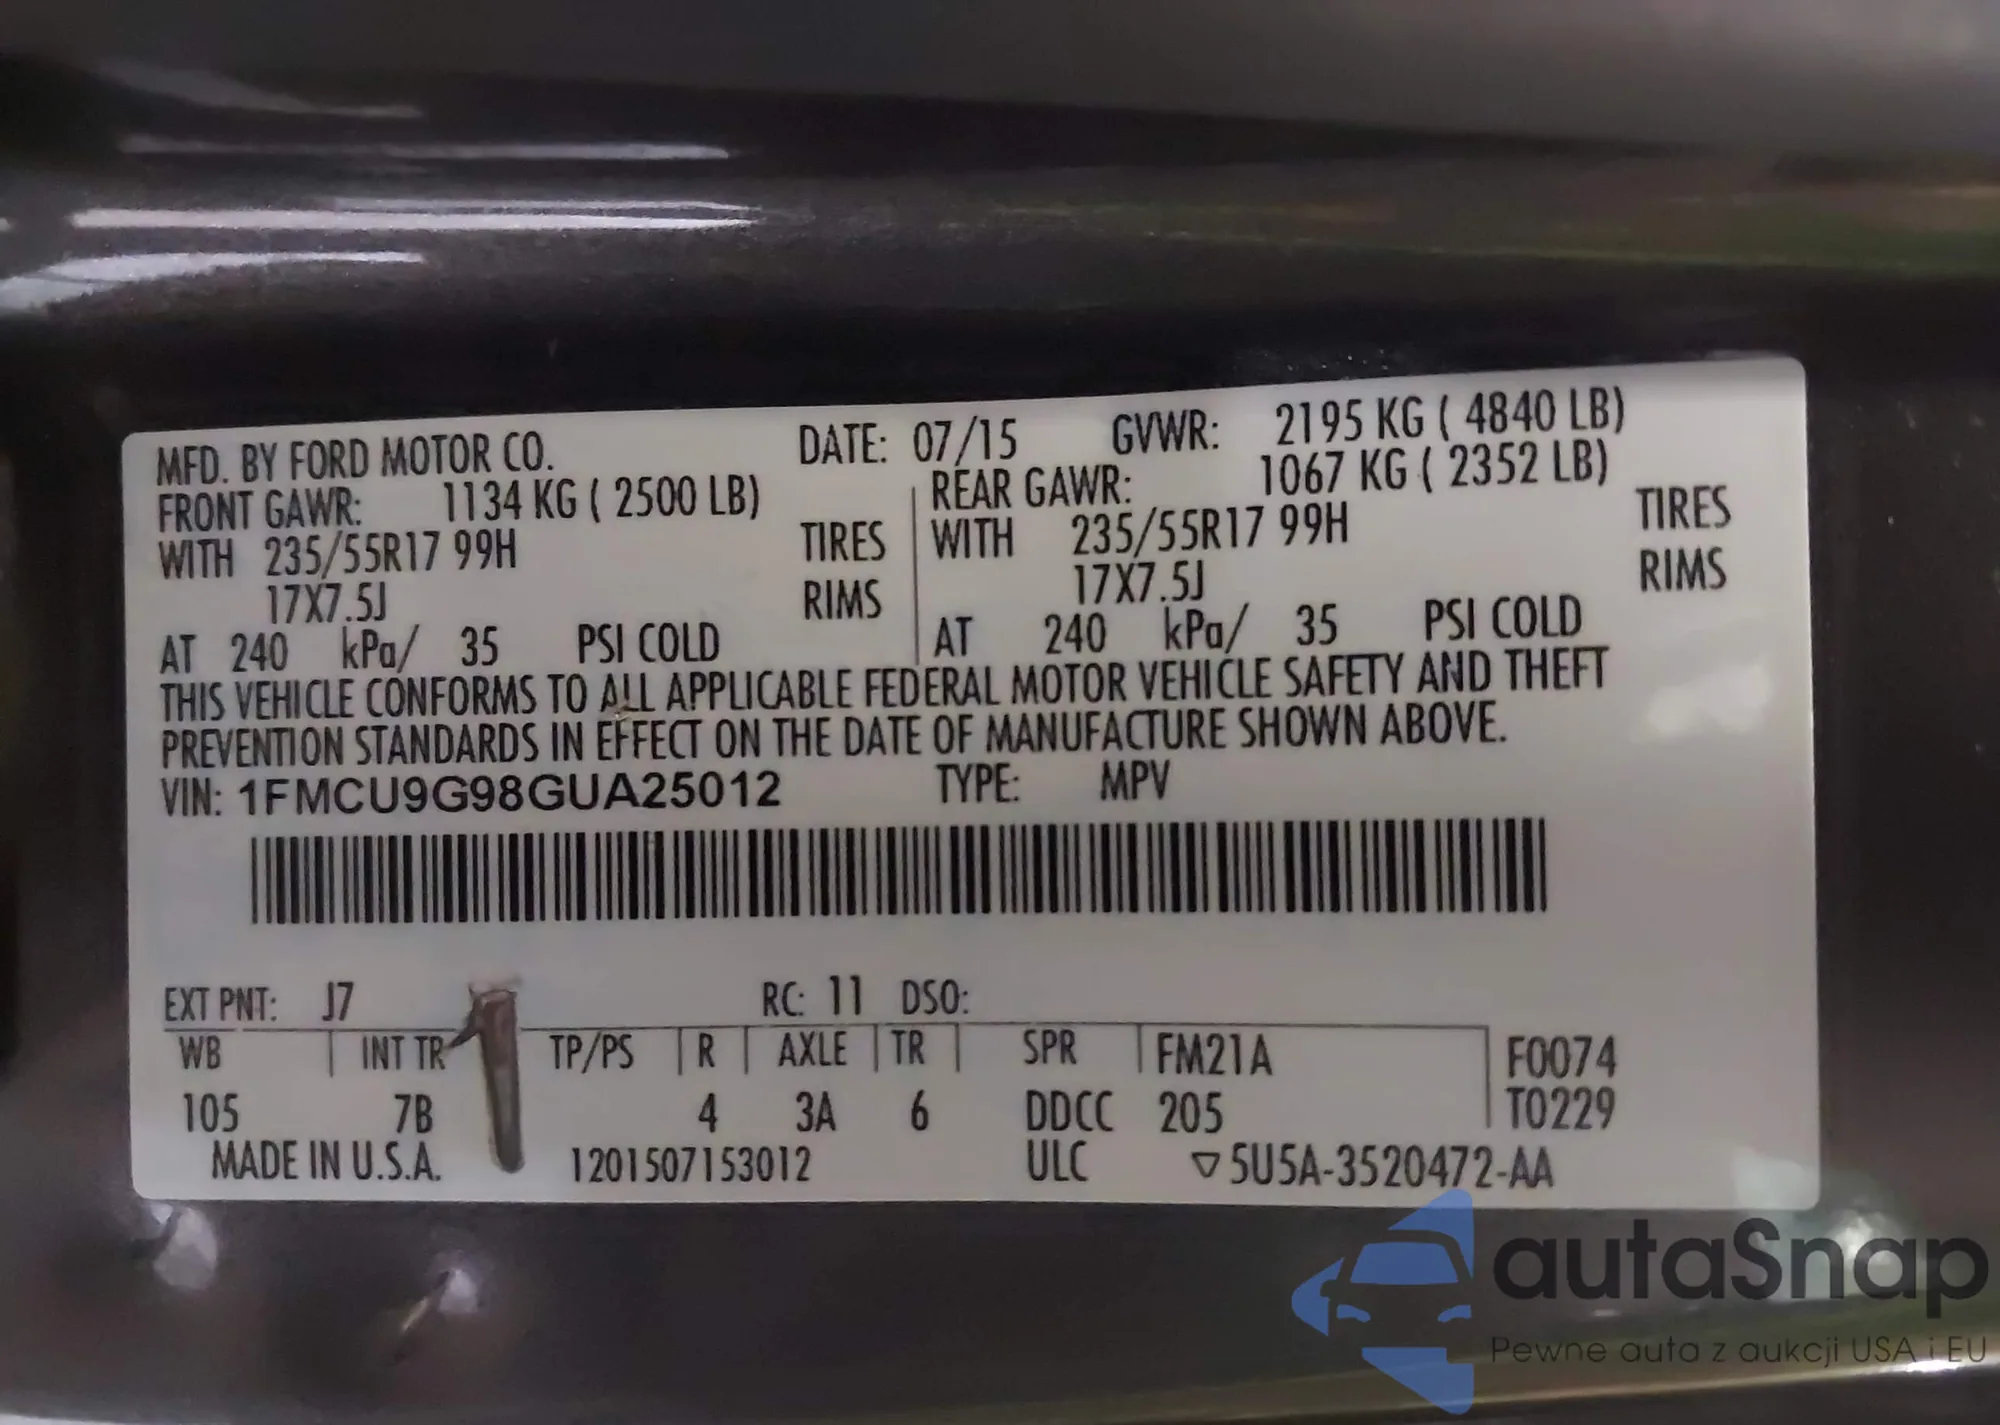 MFD. BY FORD MOTOR CO. DATE: 07/15 GVWR: 2195 KG ( 4840 LB)
FRONT GAWR: 1134 KG ( 2500 LB) REAR GAWR: 1067 KG ( 2352 LB)
WITH 235/55R17 99H TIRES WITH 235/55R17 99H TIRES
17X7.5J RIMS 17X7.5J RIMS
AT 240 kPa/ 35 PSI COLD AT 240 kPa/ 35 PSI COLD
THIS VEHICLE CONFORMS TO ALL APPLICABLE FEDERAL MOTOR VEHICLE SAFETY AND THEFT
PREVENTION STANDARDS IN EFFECT ON THE DATE OF MANUFACTURE SHOWN ABOVE.
VIN: 1FMCU9G98GUA25012 TYPE: MPV
EXT PNT: J7 RC: 11 DSO:
WB INT TR TP/PS R AXLE TR SPR FM21A F0074
105 7B 4 3A 6 DDCC 205 T0229
MADE IN U.S.A. 1201507153012 ULC ▽5U5A-3520472-AA
autaSnap
Pewne auta z aukcji USA i EU